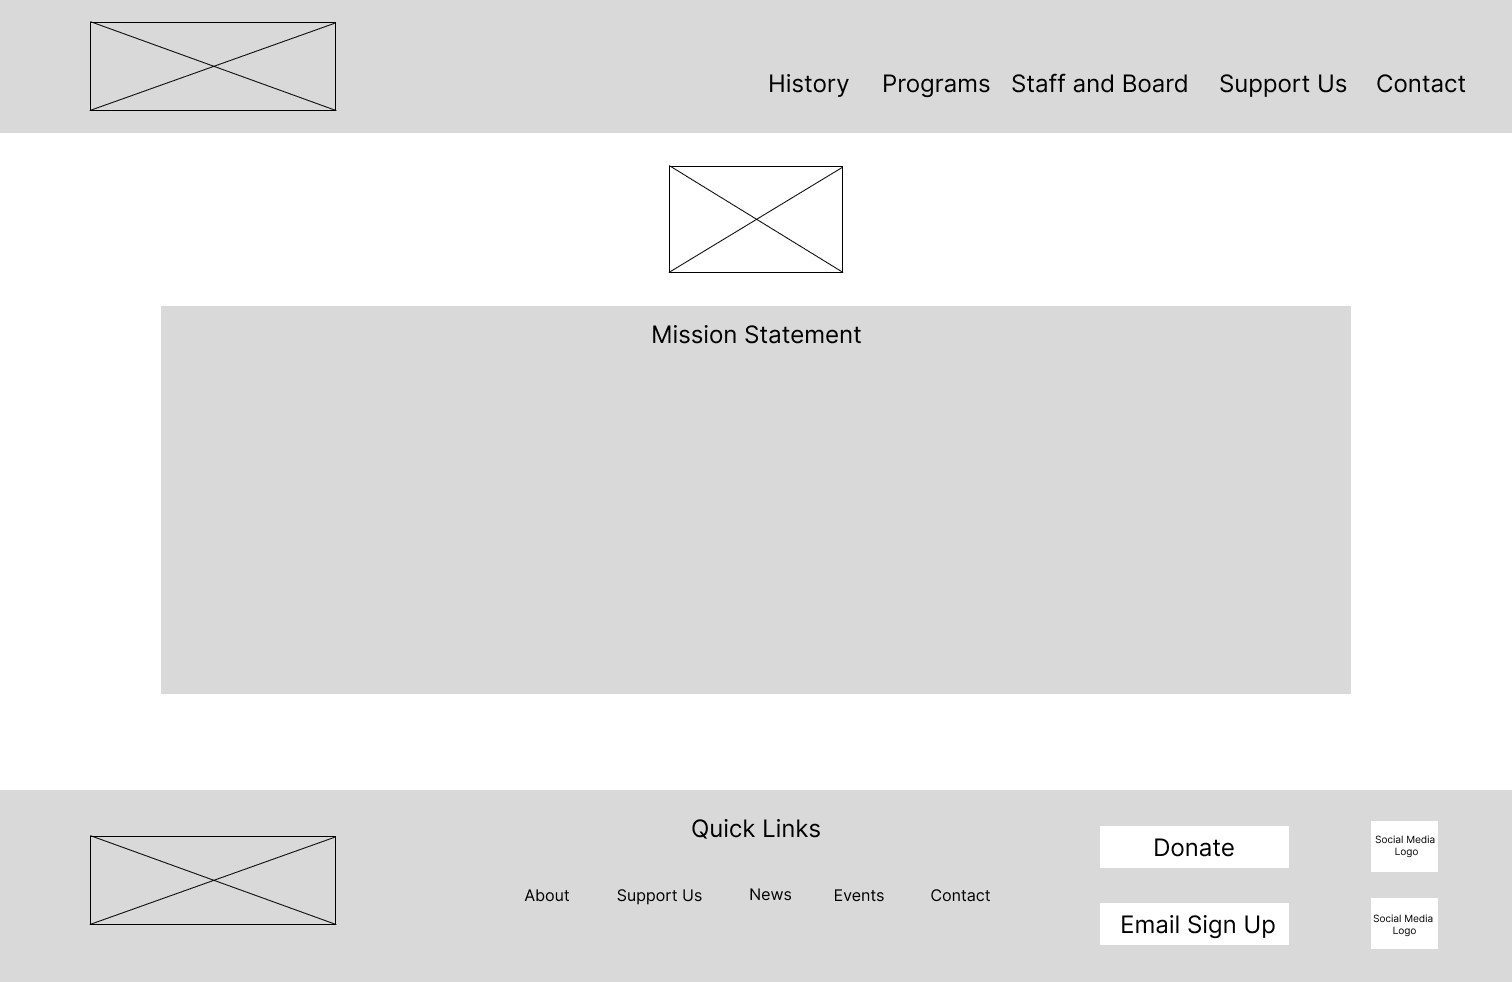 History Programs Staff and Board Support Us Contact
Mission Statement
Quick Links
About Support Us News Events Contact
Donate
Email Sign Up
Social Media
Logo
Social Media
Logo